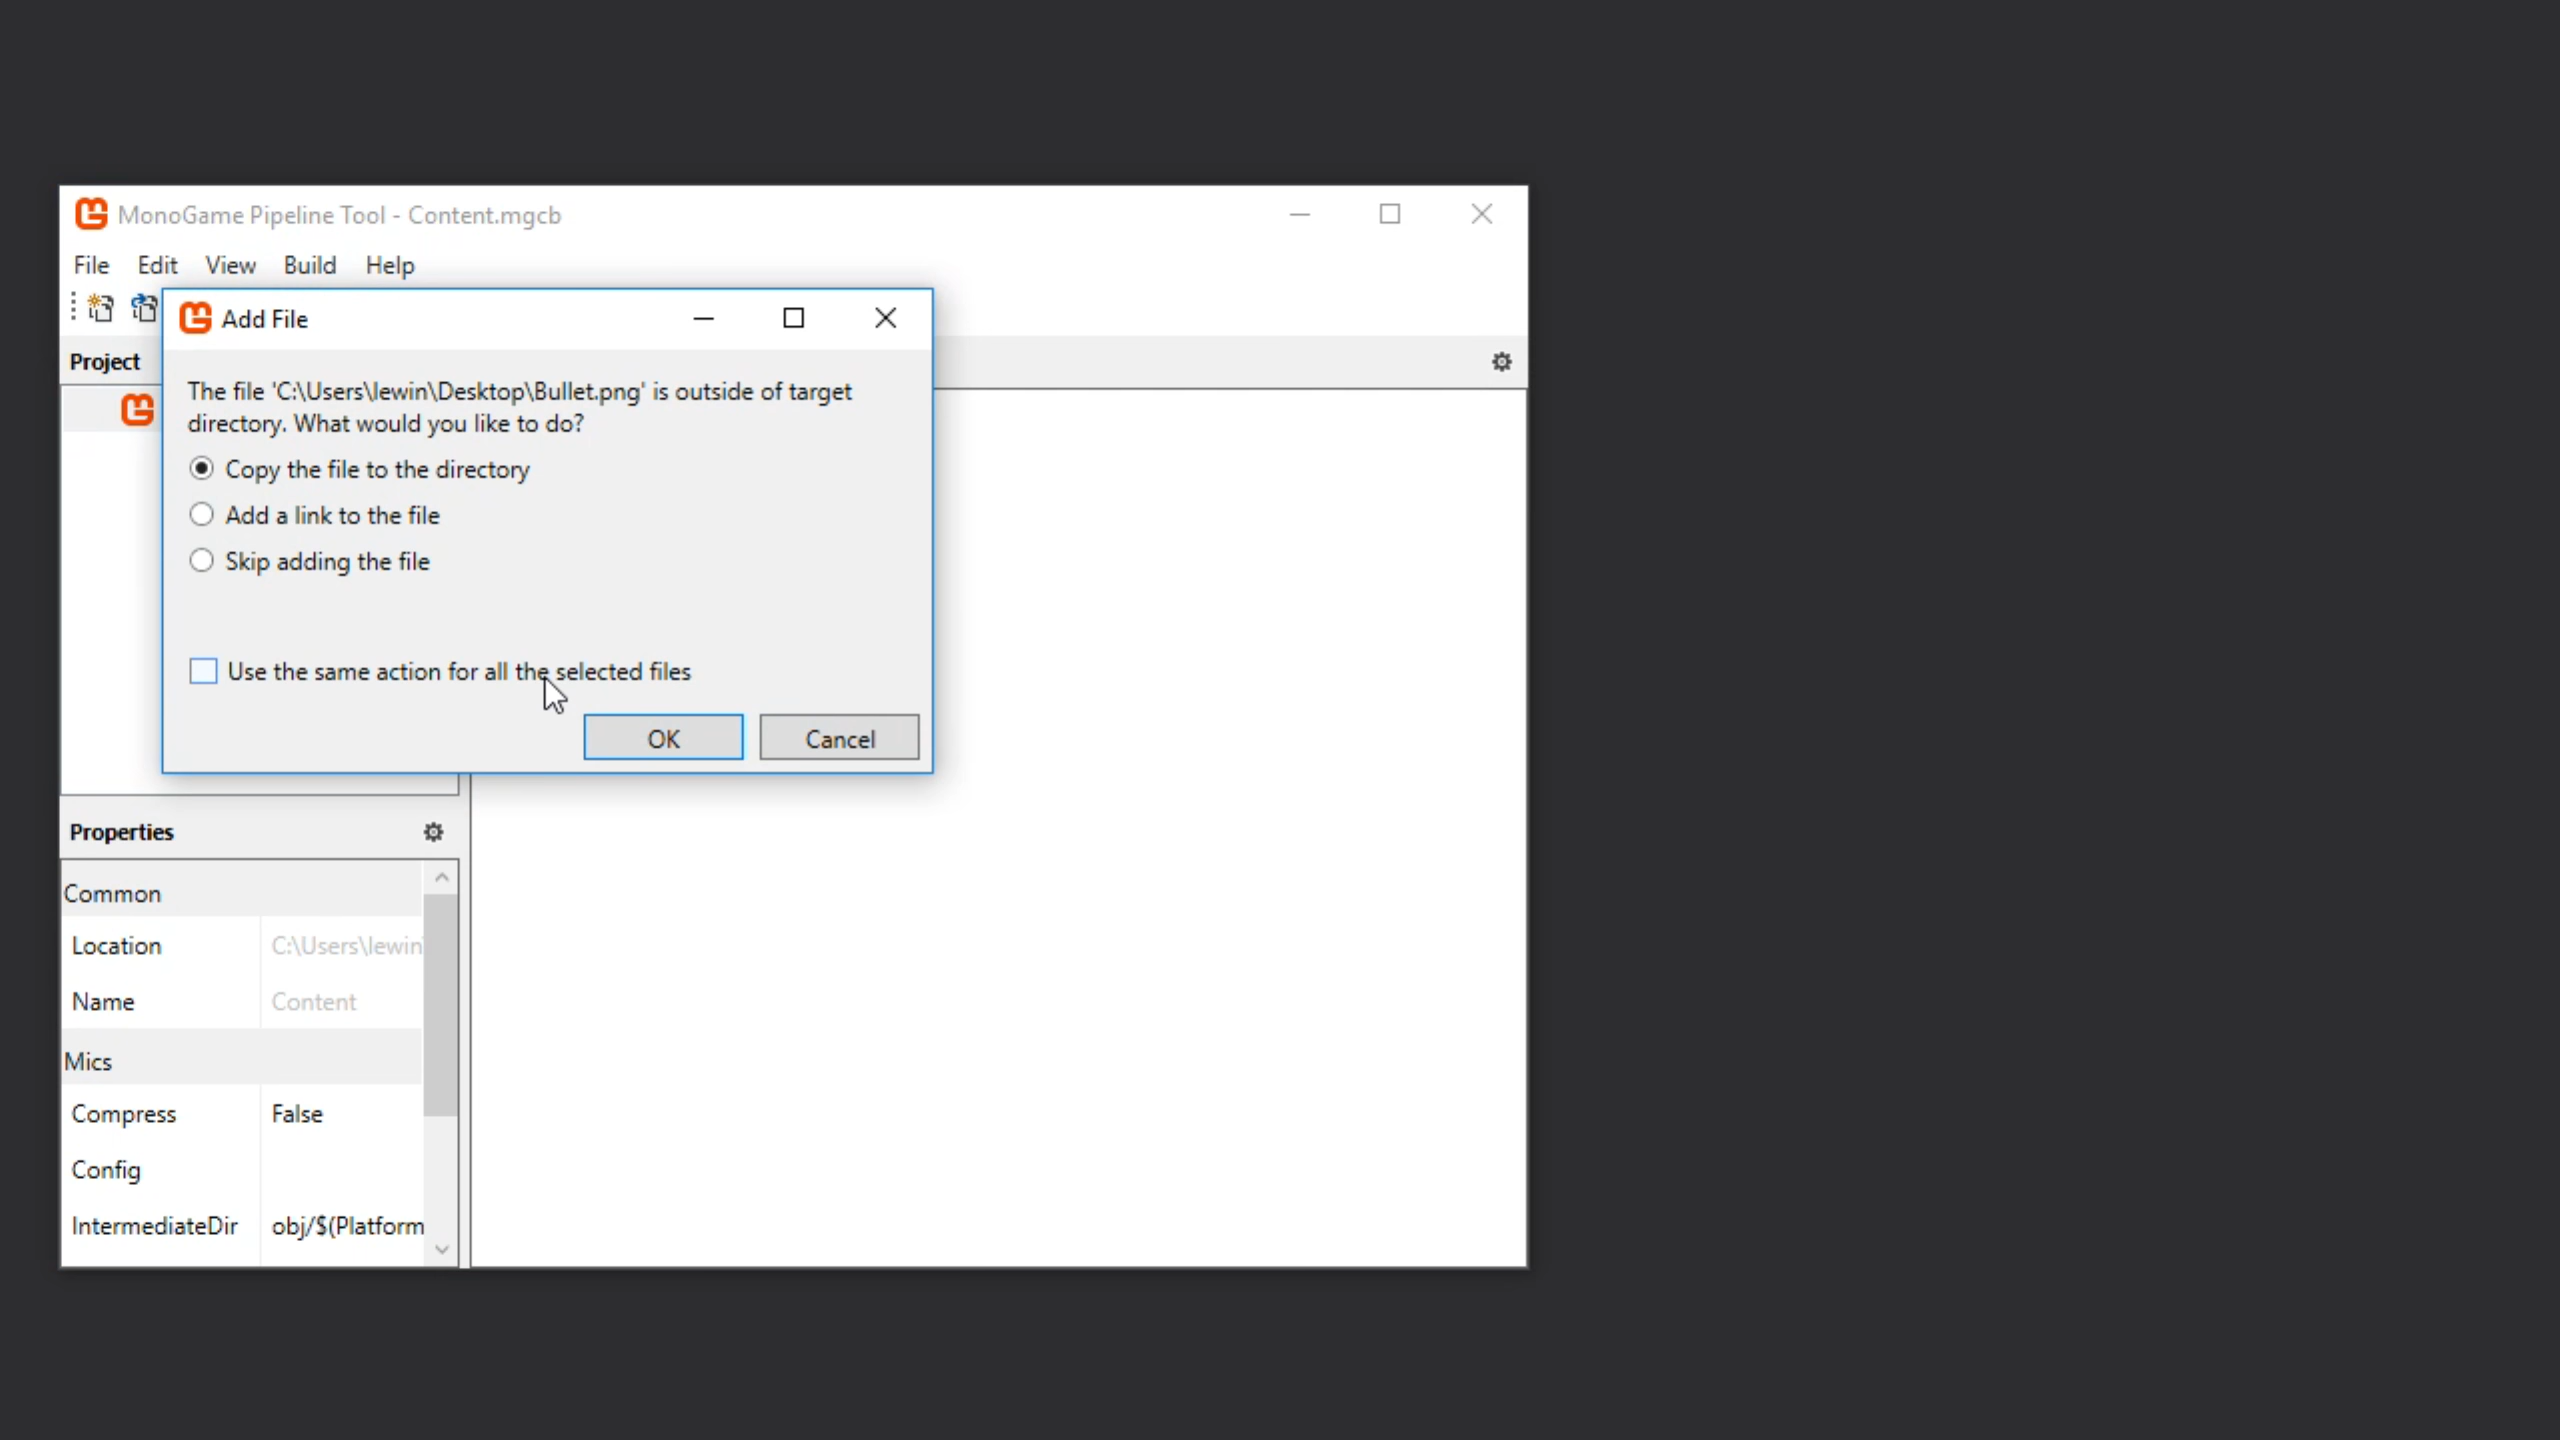 MonoGame Pipeline Tool - Content.mgcb
File Edit View Build Help
Add File
Project
The file 'C:\Users\lewin\Desktop\Bullet.png' is outside of target
directory. What would you like to do?
Copy the file to the directory
Add a link to the file
Skip adding the file
Use the same action for all the selected files
OK Cancel
Properties
Common
Location C:\Users\lewin
Name Content
Mics
Compress False
Config
IntermediateDir obj/$(Platform